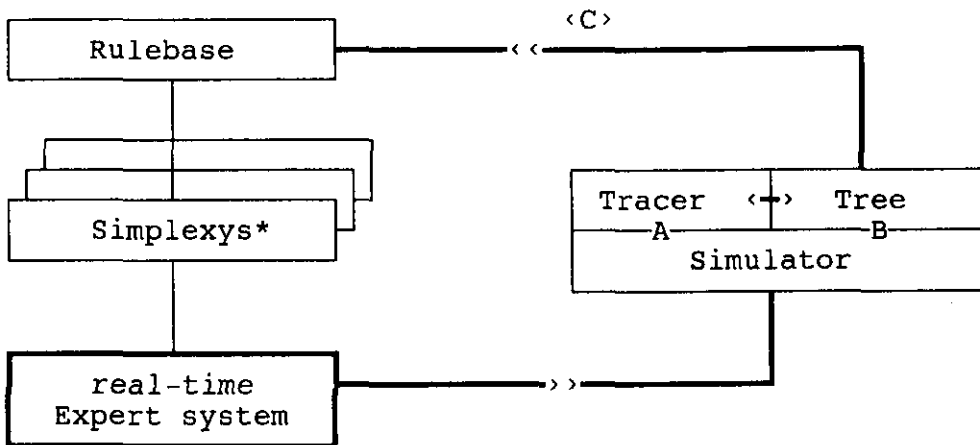 <C>
Rulebase
<<
Tracer <+> Tree
A B
Simplexys*
Simulator
real-time
Expert system
>>